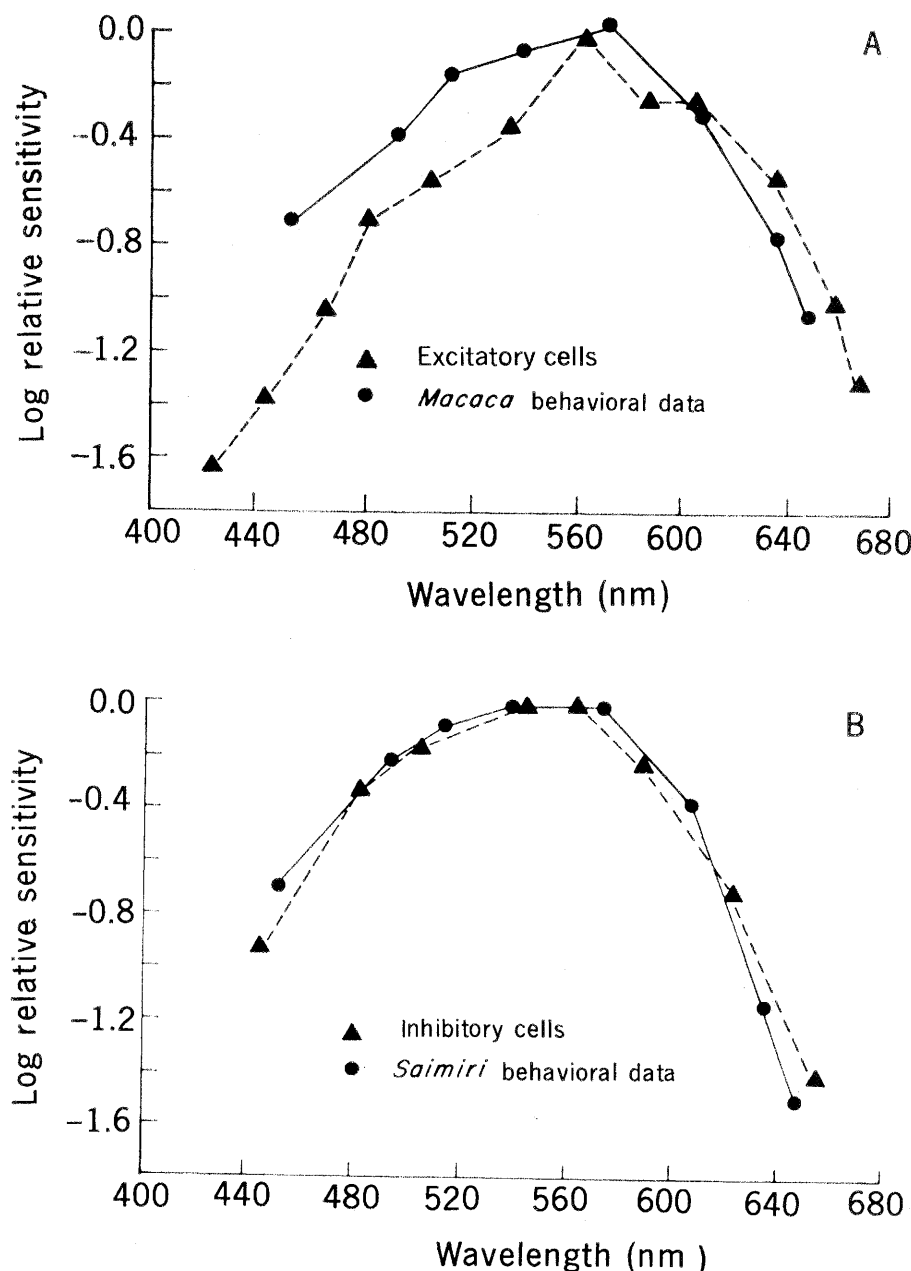 A
0.0
-0.4
-0.8
-1.2
-1.6
Log relative sensitivity
Excitatory cells
Macaca behavioral data
400 440 480 520 560 600 640 680
Wavelength (nm)
B
0.0
-0.4
-0.8
-1.2
-1.6
Log relative sensitivity
Inhibitory cells
Saimiri behavioral data
400 440 480 520 560 600 640 680
Wavelength (nm)